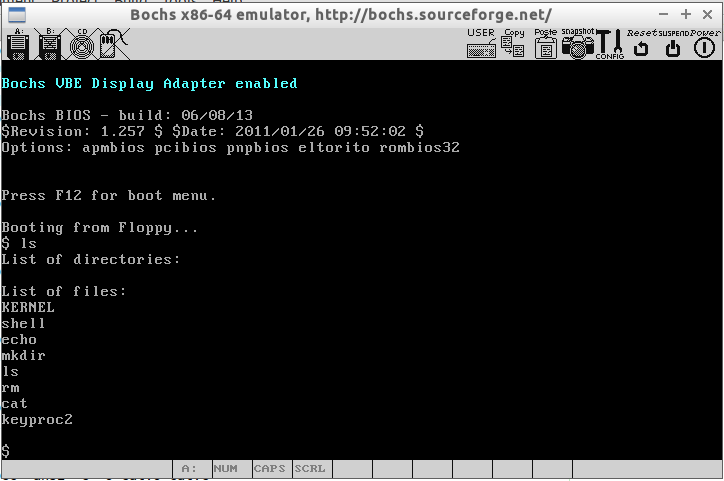 Bochs x86-64 emulator, http://bochs.sourceforge.net/
A: B: CD USER Copy Paste snapshot CONFIG Reset SUSPEND Power
Bochs VBE Display Adapter enabled
Bochs BIOS - build: 06/08/13
$Revision: 1.257 $ $Date: 2011/01/26 09:52:02 $
Options: apmbios pcibios pnpbios eltorito rombios32
Press F12 for boot menu.
Booting from Floppy...
$ ls
List of directories:
List of files:
KERNEL
shell
echo
mkdir
ls
rm
cat
keyproc2
$
A: NUM CAPS SCRL